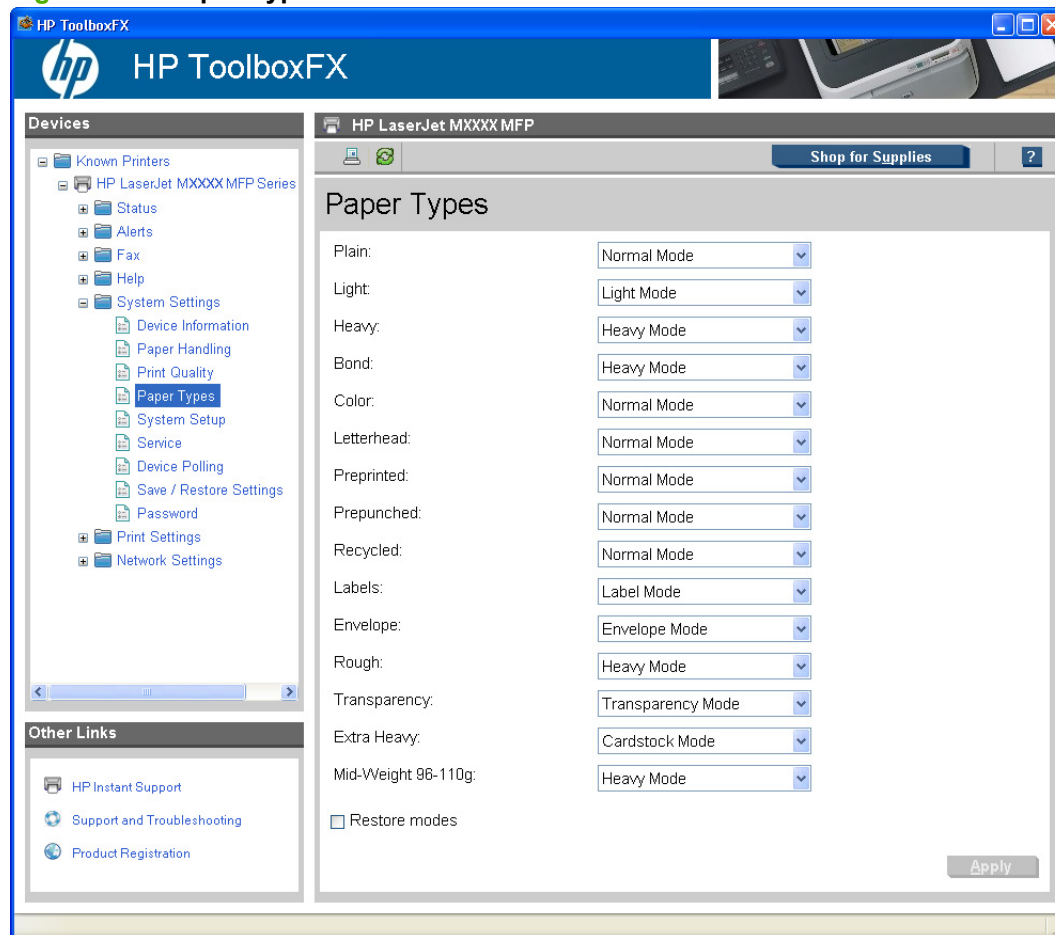 HP ToolboxFX
hp HP ToolboxFX
Devices
Known Printers
HP LaserJet MXXXX MFP Series
Status
Alerts
Fax
Help
System Settings
Device Information
Paper Handling
Print Quality
Paper Types
System Setup
Service
Device Polling
Save / Restore Settings
Password
Print Settings
Network Settings
Other Links
HP Instant Support
Support and Troubleshooting
Product Registration
HP LaserJet MXXXX MFP
Shop for Supplies ?
Paper Types
Plain: Normal Mode
Light: Light Mode
Heavy: Heavy Mode
Bond: Heavy Mode
Color: Normal Mode
Letterhead: Normal Mode
Preprinted: Normal Mode
Prepunched: Normal Mode
Recycled: Normal Mode
Labels: Label Mode
Envelope: Envelope Mode
Rough: Heavy Mode
Transparency: Transparency Mode
Extra Heavy: Cardstock Mode
Mid-Weight 96-110g: Heavy Mode
Restore modes
Apply